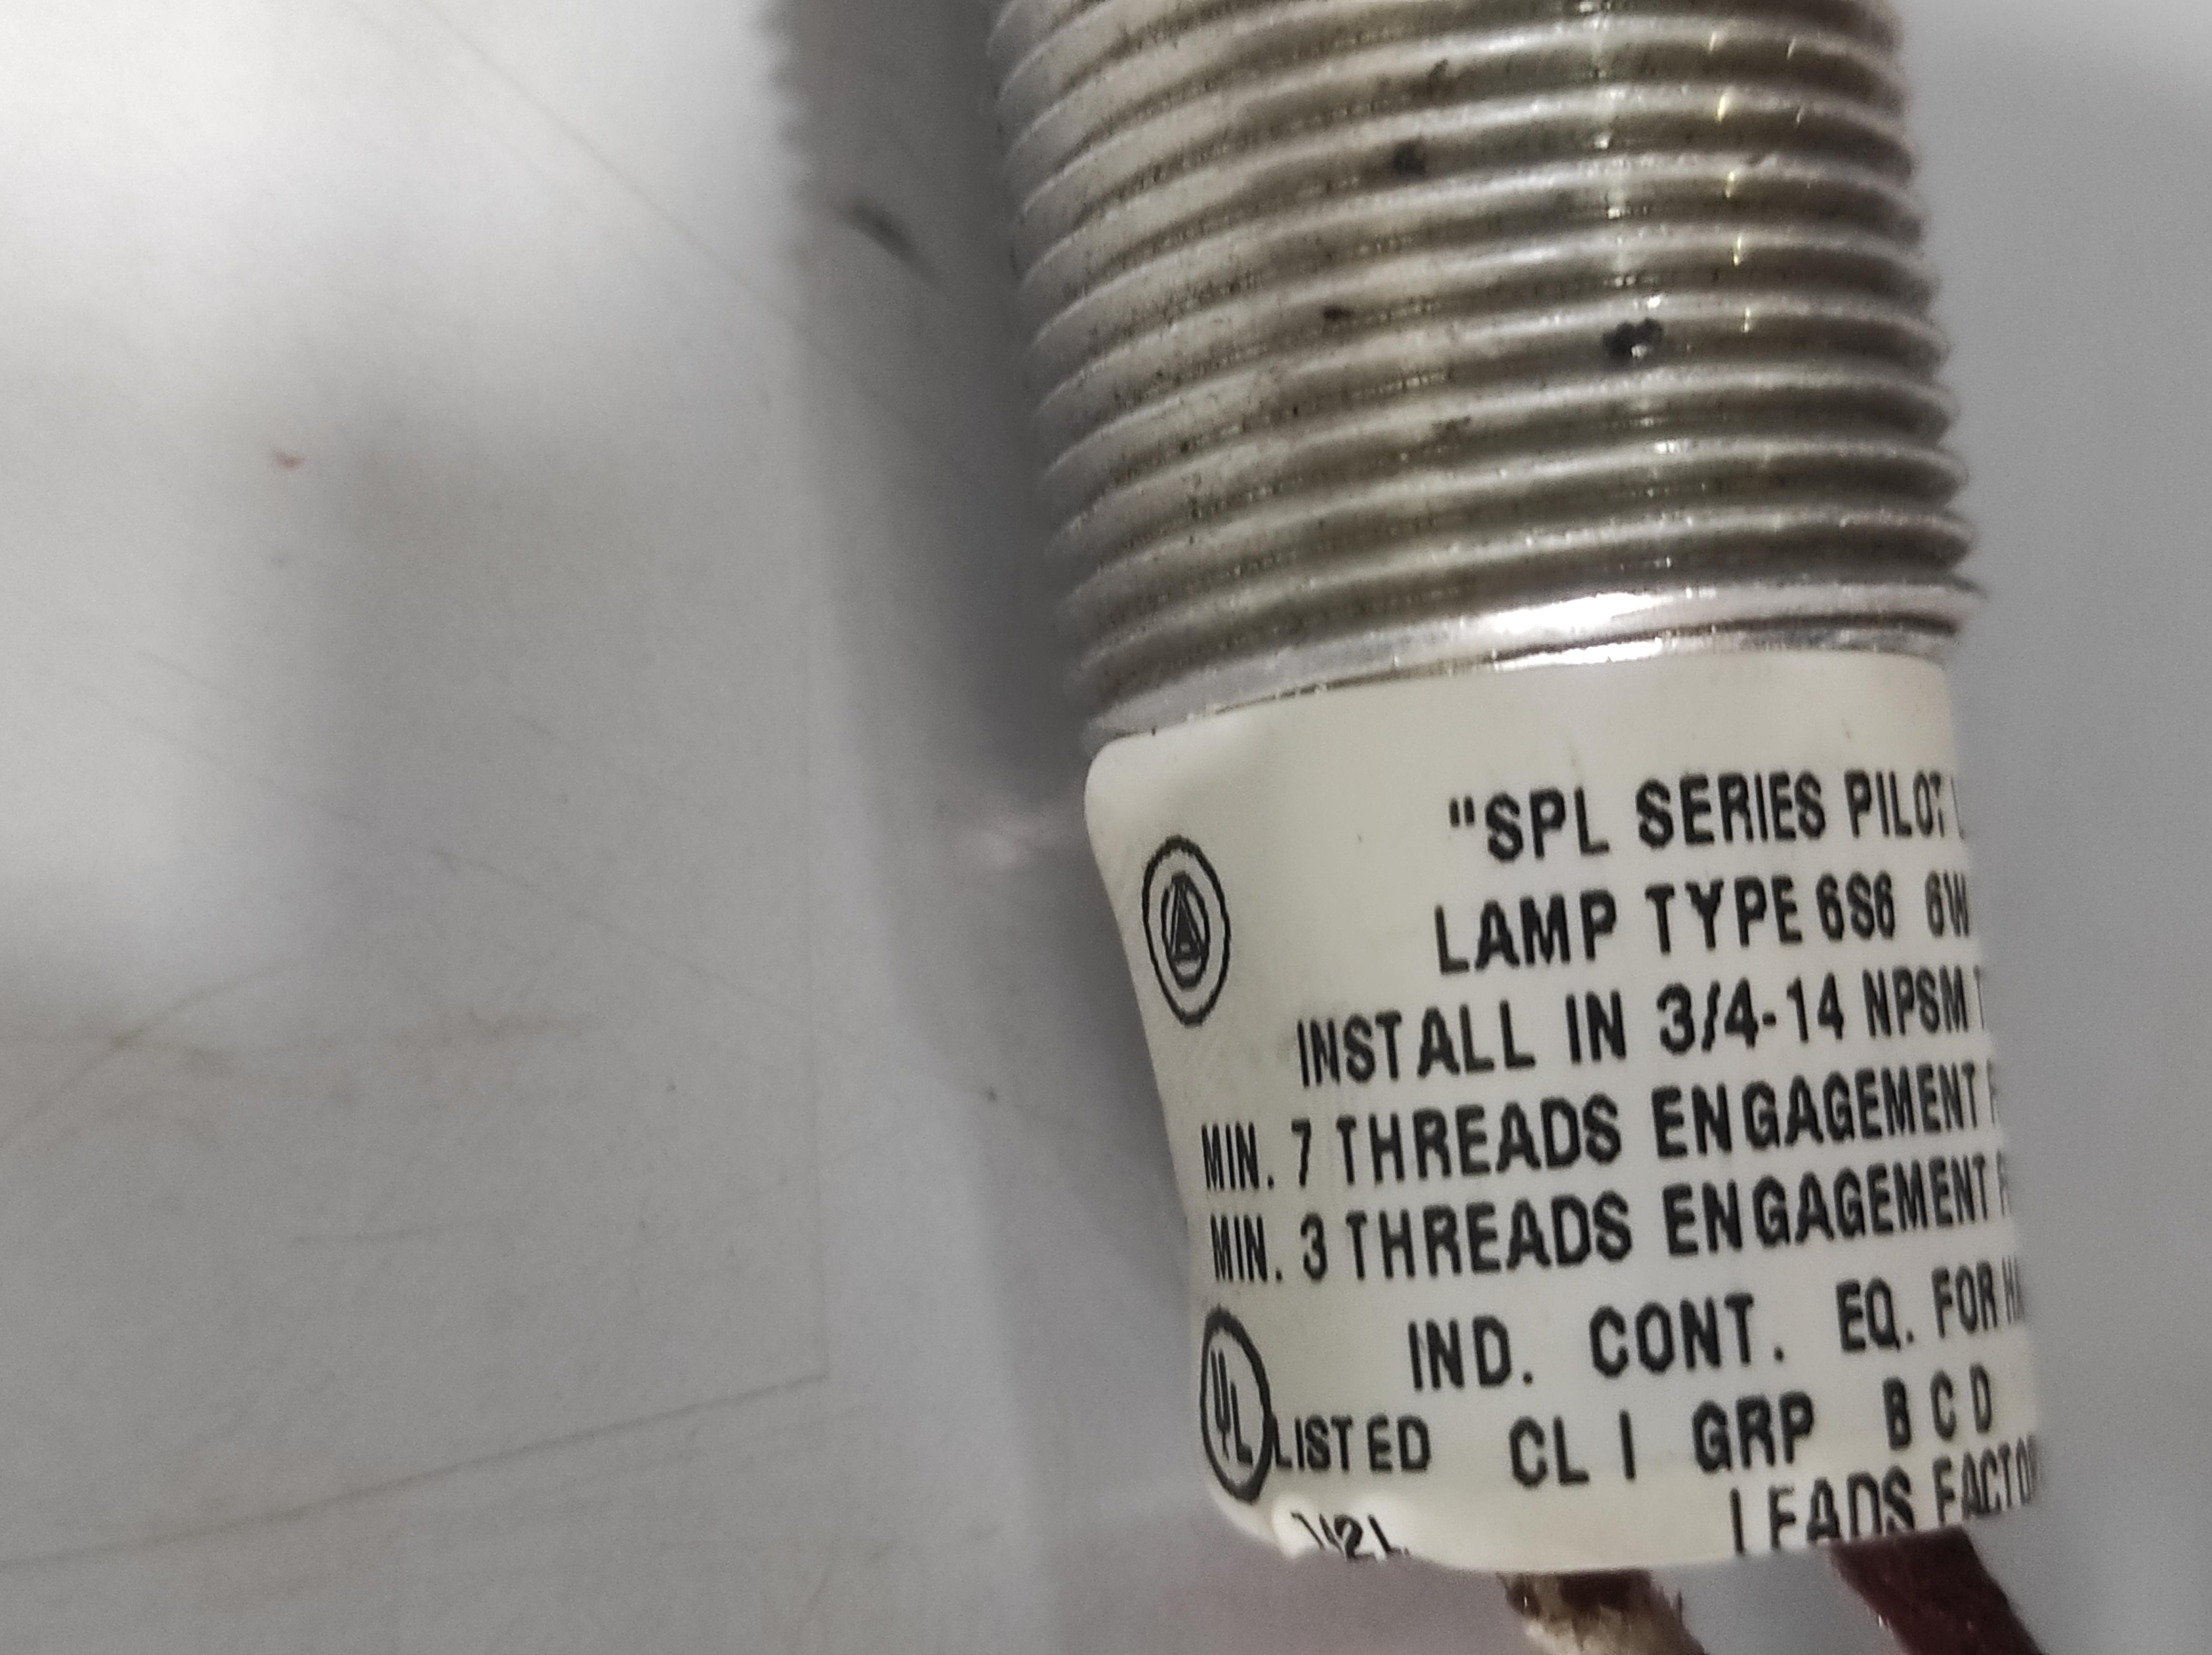 "SPL SERIES PILOT
LAMP TYPE 6S6 6W
INSTALL IN 3/4-14 NPSM
MIN. 7 THREADS ENGAGEMENT
MIN. 3 THREADS ENGAGEMENT
IND. CONT. EQ. FOR
UL LISTED CL I GRP B C D
LEADS